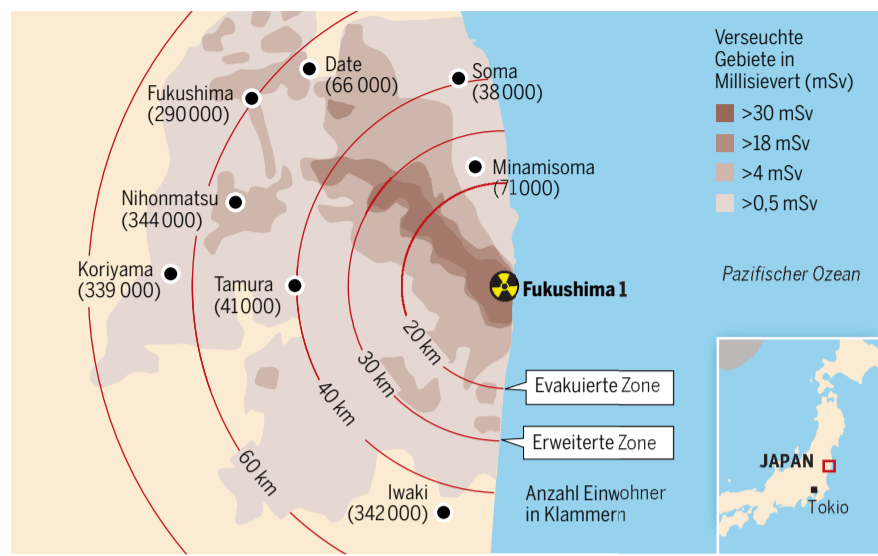 Verseuchte
Gebiete in
Millisievert (mSv)
>30 mSv
>18 mSv
>4 mSv
>0,5 mSv
Date
(66 000)
Soma
(38 000)
Fukushima
(290 000)
Minamisoma
(71 000)
Nihonmatsu
(344 000)
Koriyama
(339 000)
Tamura
(41 000)
Fukushima 1
Pazifischer Ozean
20 km
30 km
40 km
60 km
Evakuierte Zone
Erweiterte Zone
Iwaki
(342 000)
Anzahl Einwohner
in Klammern
JAPAN
Tokio